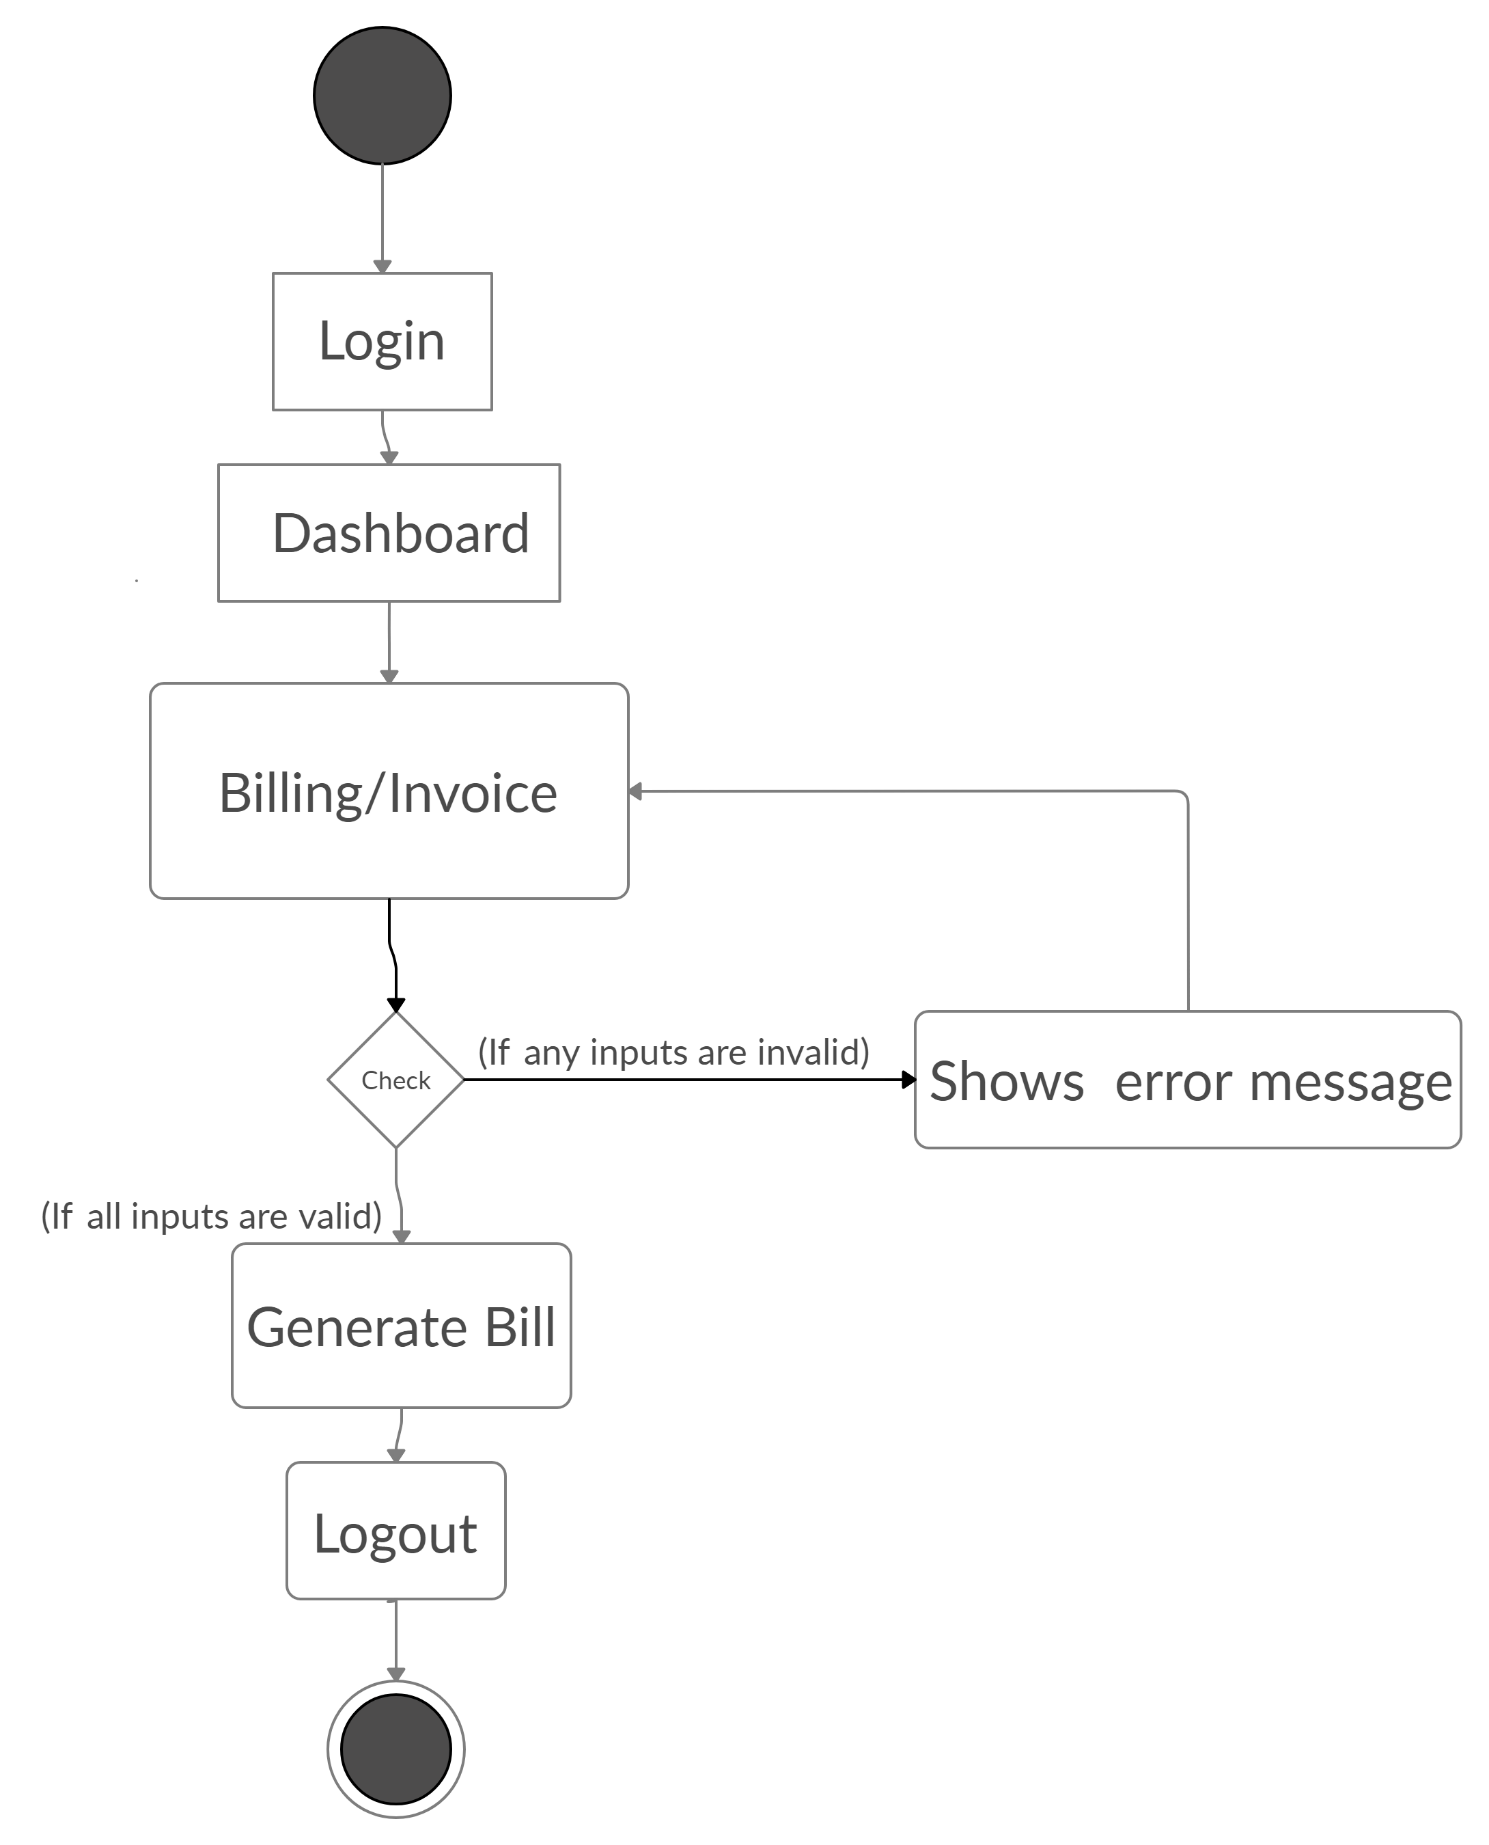 Login
Dashboard
Billing/Invoice
Check
(If any inputs are invalid)
Shows error message
(If all inputs are valid)
Generate Bill
Logout